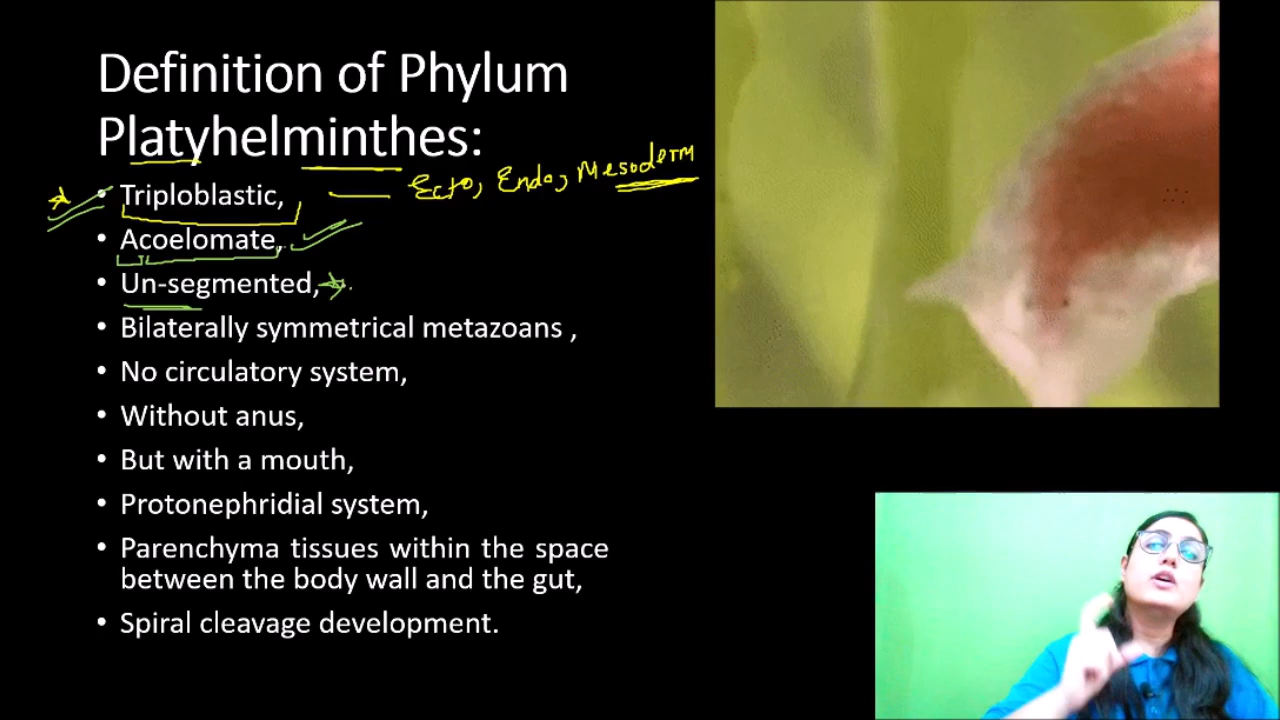 Definition of Phylum
Platyhelminthes:
• Triploblastic, — Ecto, Endo, Mesoderm
• Acoelomate,
• Un-segmented,
• Bilaterally symmetrical metazoans ,
• No circulatory system,
• Without anus,
• But with a mouth,
• Protonephridial system,
• Parenchyma tissues within the space
between the body wall and the gut,
• Spiral cleavage development.